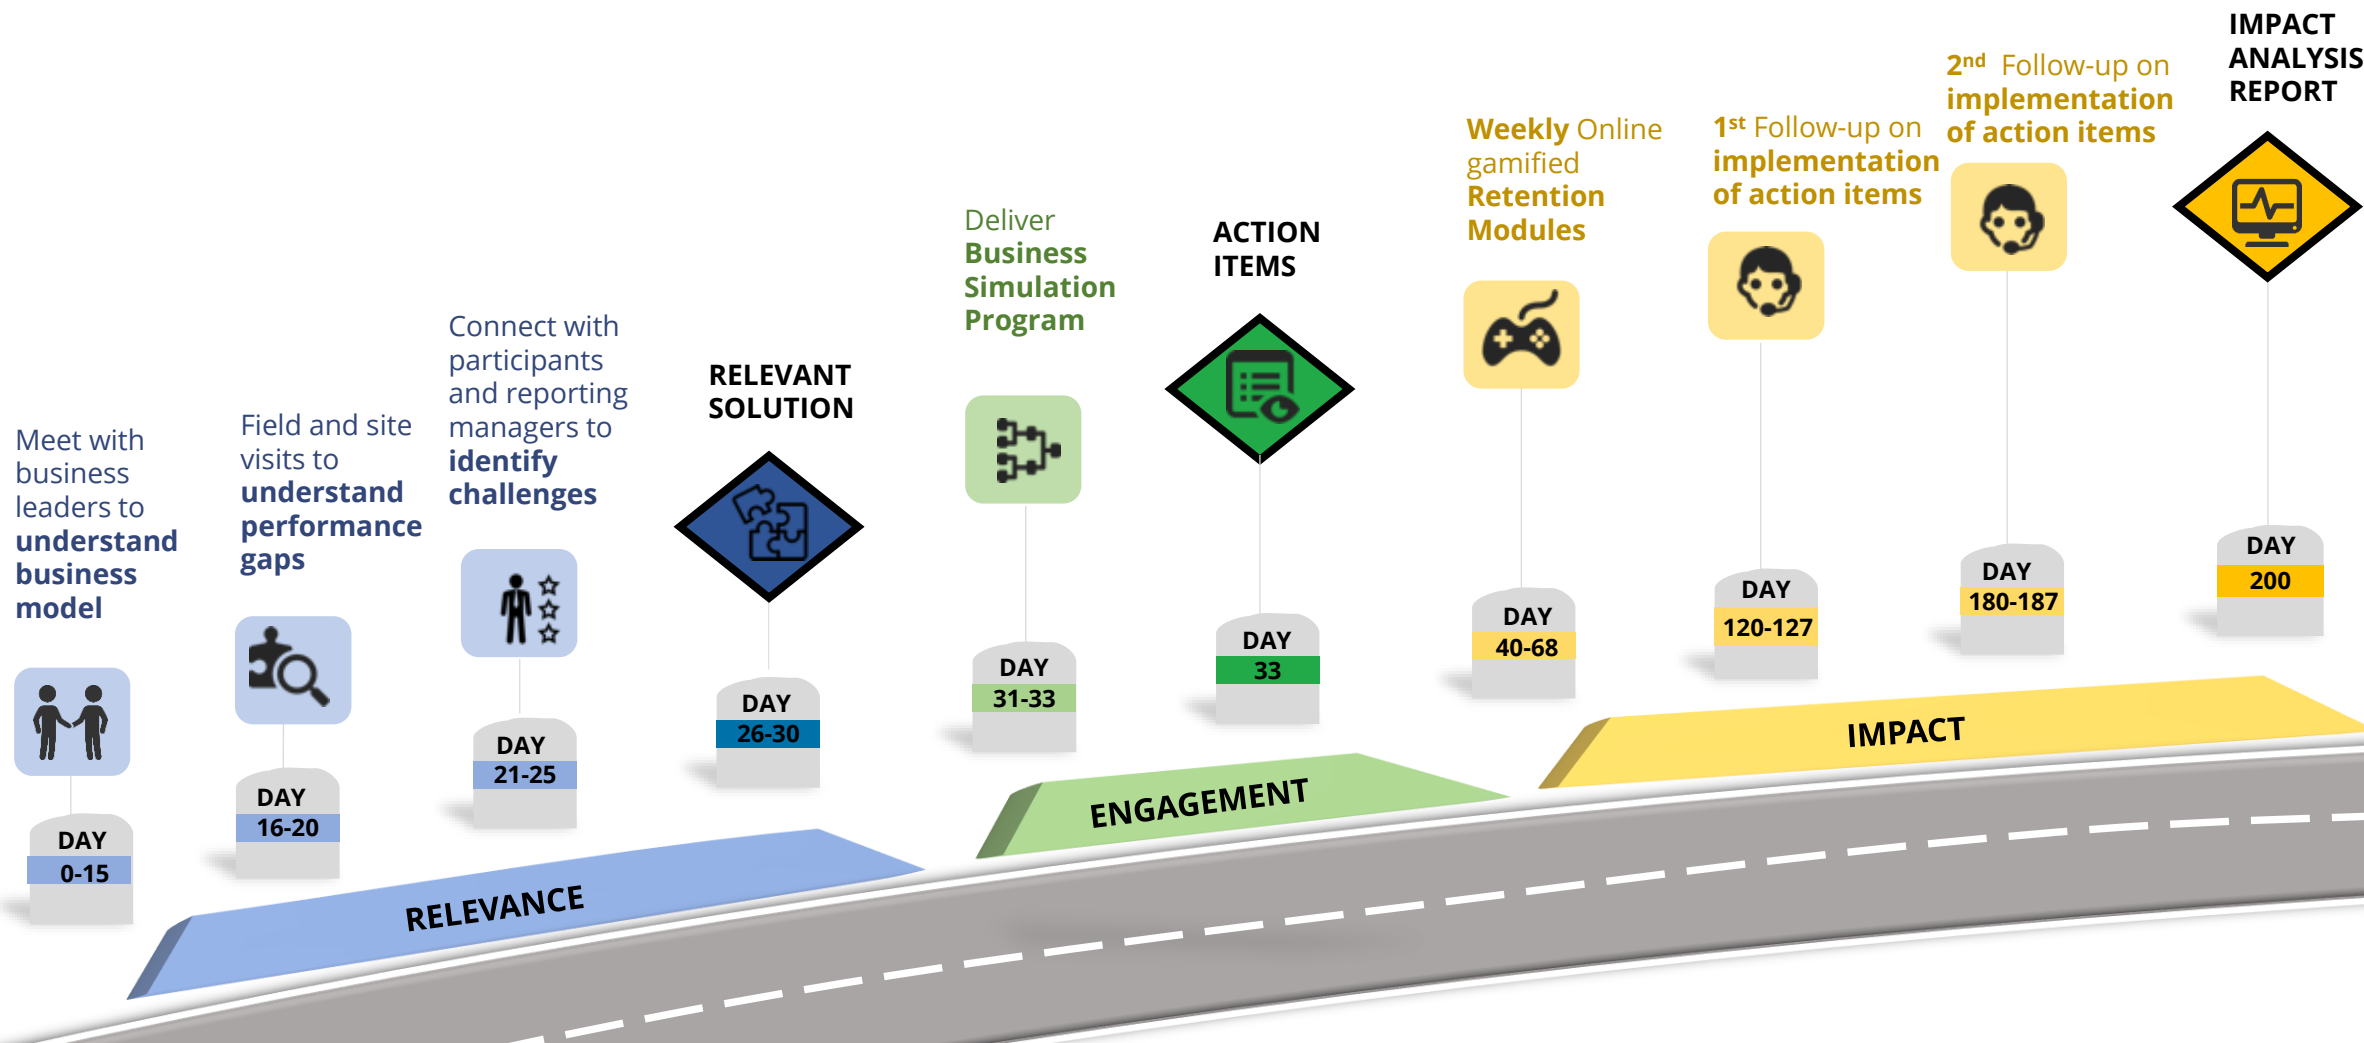 Meet with
business
leaders to
understand
business
model
DAY
0-15
Field and site
visits to
understand
performance
gaps
DAY
16-20
Connect with
participants
and reporting
managers to
identify
challenges
DAY
21-25
RELEVANT
SOLUTION
DAY
26-30
RELEVANCE
Deliver
Business
Simulation
Program
DAY
31-33
ACTION
ITEMS
DAY
33
ENGAGEMENT
Weekly Online
gamified
Retention
Modules
DAY
40-68
1st Follow-up on
implementation
of action items
DAY
120-127
2nd Follow-up on
implementation
of action items
DAY
180-187
IMPACT
ANALYSIS
REPORT
DAY
200
IMPACT